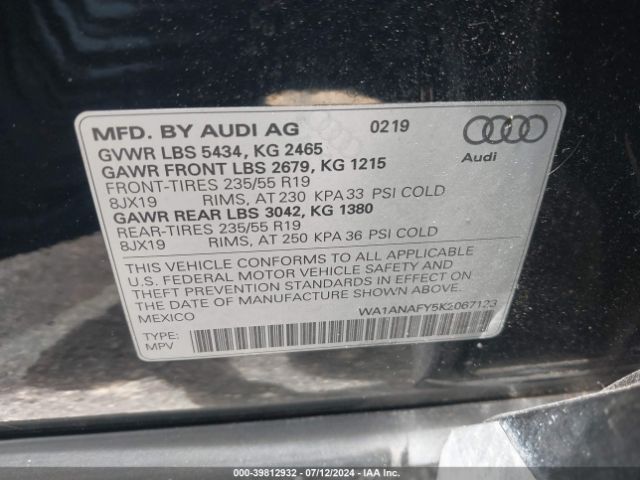 MFD. BY AUDI AG 0219
GVWR LBS 5434, KG 2465
GAWR FRONT LBS 2679, KG 1215
FRONT-TIRES 235/55 R19
8JX19 RIMS, AT 230 KPA 33 PSI COLD
GAWR REAR LBS 3042, KG 1380
REAR-TIRES 235/55 R19
8JX19 RIMS, AT 250 KPA 36 PSI COLD
Audi
THIS VEHICLE CONFORMS TO ALL APPLICABLE
U.S. FEDERAL MOTOR VEHICLE SAFETY AND
THEFT PREVENTION STANDARDS IN EFFECT ON THE
DATE OF MANUFACTURE SHOWN ABOVE.
MEXICO WA1ANAFY5K2067123
TYPE:
MPV
000-39812932 - 07/12/2024 - IAA Inc.